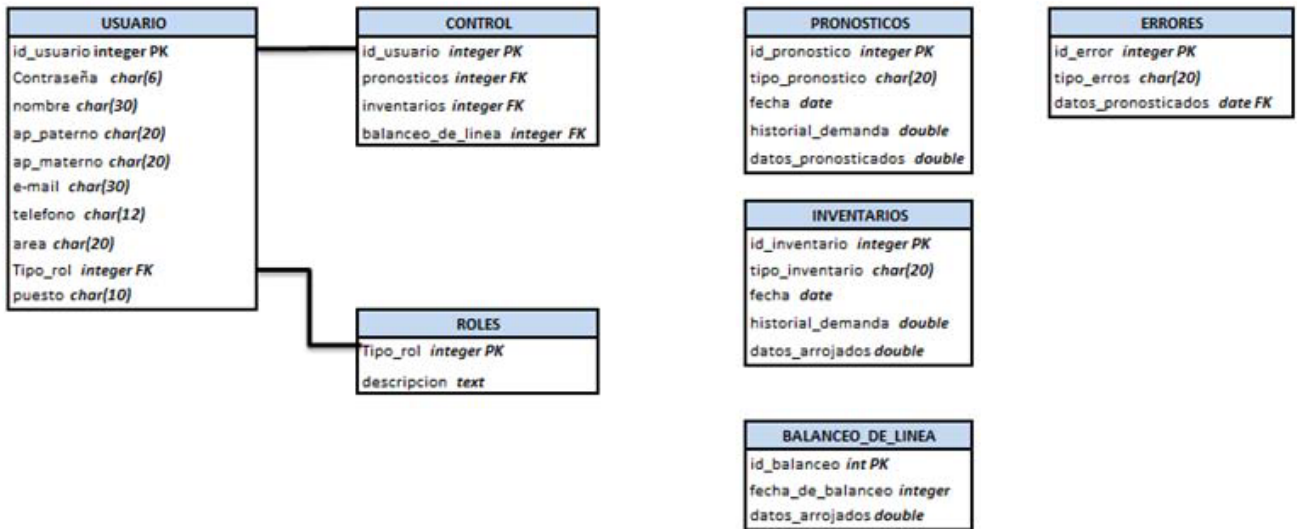 USUARIO
id_usuario integer PK
Contraseña char(6)
nombre char(30)
ap_paterno char(20)
ap_materno char(20)
e-mail char(30)
telefono char(12)
area char(20)
Tipo_rol integer FK
puesto char(10)
CONTROL
id_usuario integer PK
pronosticos integer FK
inventarios integer FK
balanceo_de_linea integer FK
ROLES
Tipo_rol integer PK
descripcion text
PRONOSTICOS
id_pronostico integer PK
tipo_pronostico char(20)
fecha date
historial_demanda double
datos_pronosticados double
INVENTARIOS
id_inventario integer PK
tipo_inventario char(20)
fecha date
historial_demanda double
datos_arrojados double
BALANCEO_DE_LINEA
id_balanceo int PK
fecha_de_balanceo integer
datos_arrojados double
ERRORES
id_error integer PK
tipo_erros char(20)
datos_pronosticados date FK